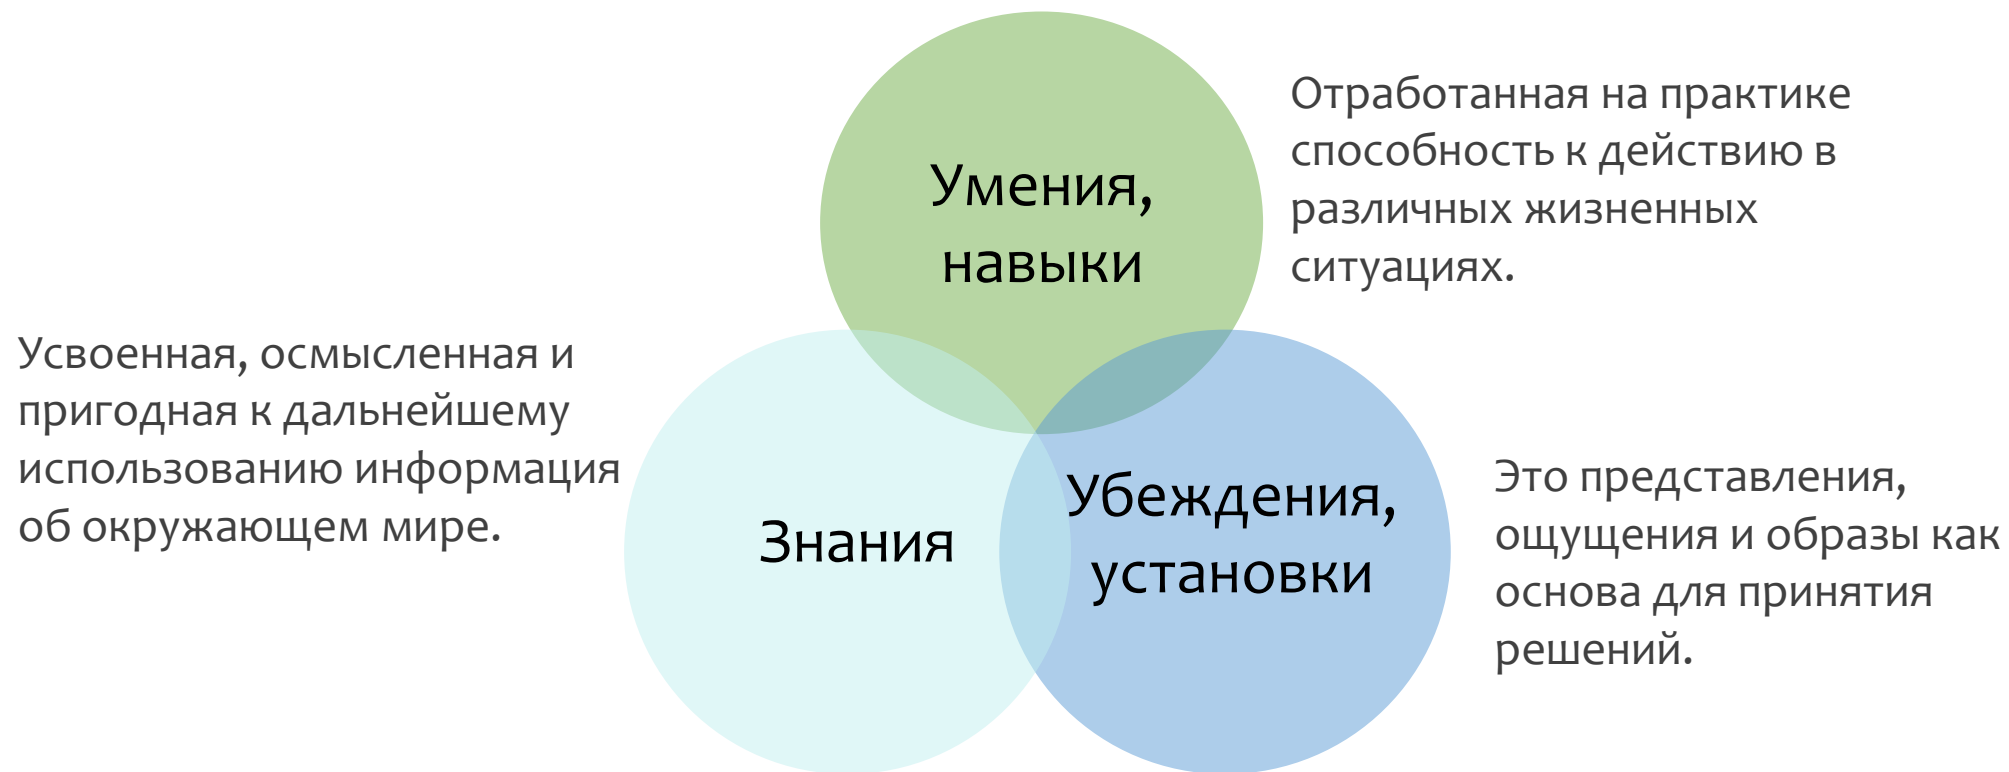 Умения,
навыки
Отработанная на практике
способность к действию в
различных жизненных
ситуациях.
Усвоенная, осмысленная и
пригодная к дальнейшему
использованию информация
об окружающем мире.
Знания
Убеждения,
установки
Это представления,
ощущения и образы как
основа для принятия
решений.